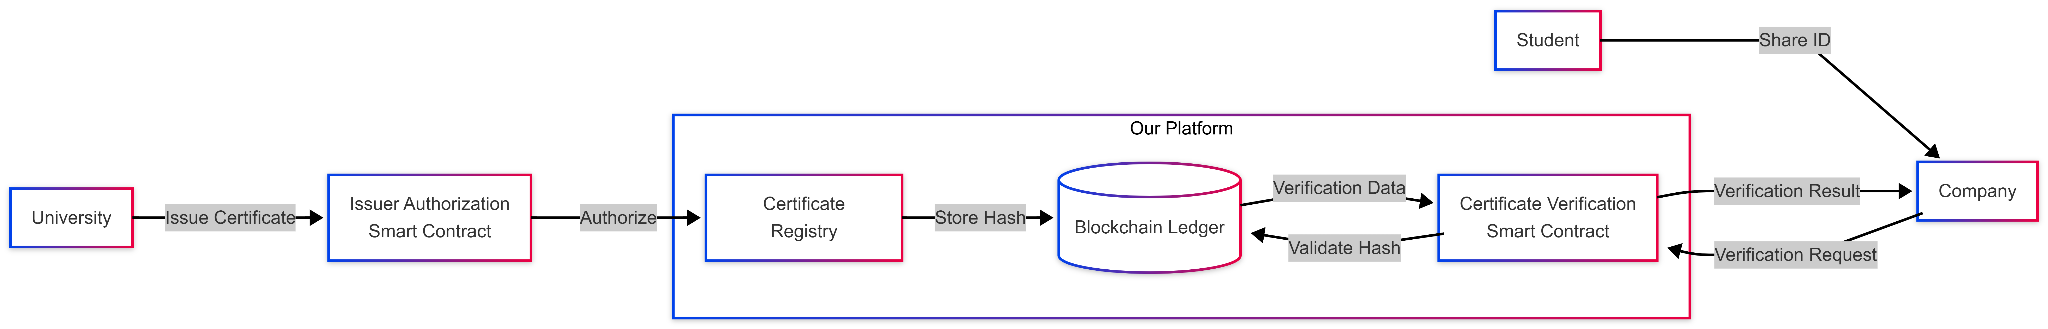 Student
Share ID
Our Platform
University
Issue Certificate
Issuer Authorization
Smart Contract
Authorize
Certificate
Registry
Store Hash
Blockchain Ledger
Verification Data
Validate Hash
Certificate Verification
Smart Contract
Verification Result
Verification Request
Company